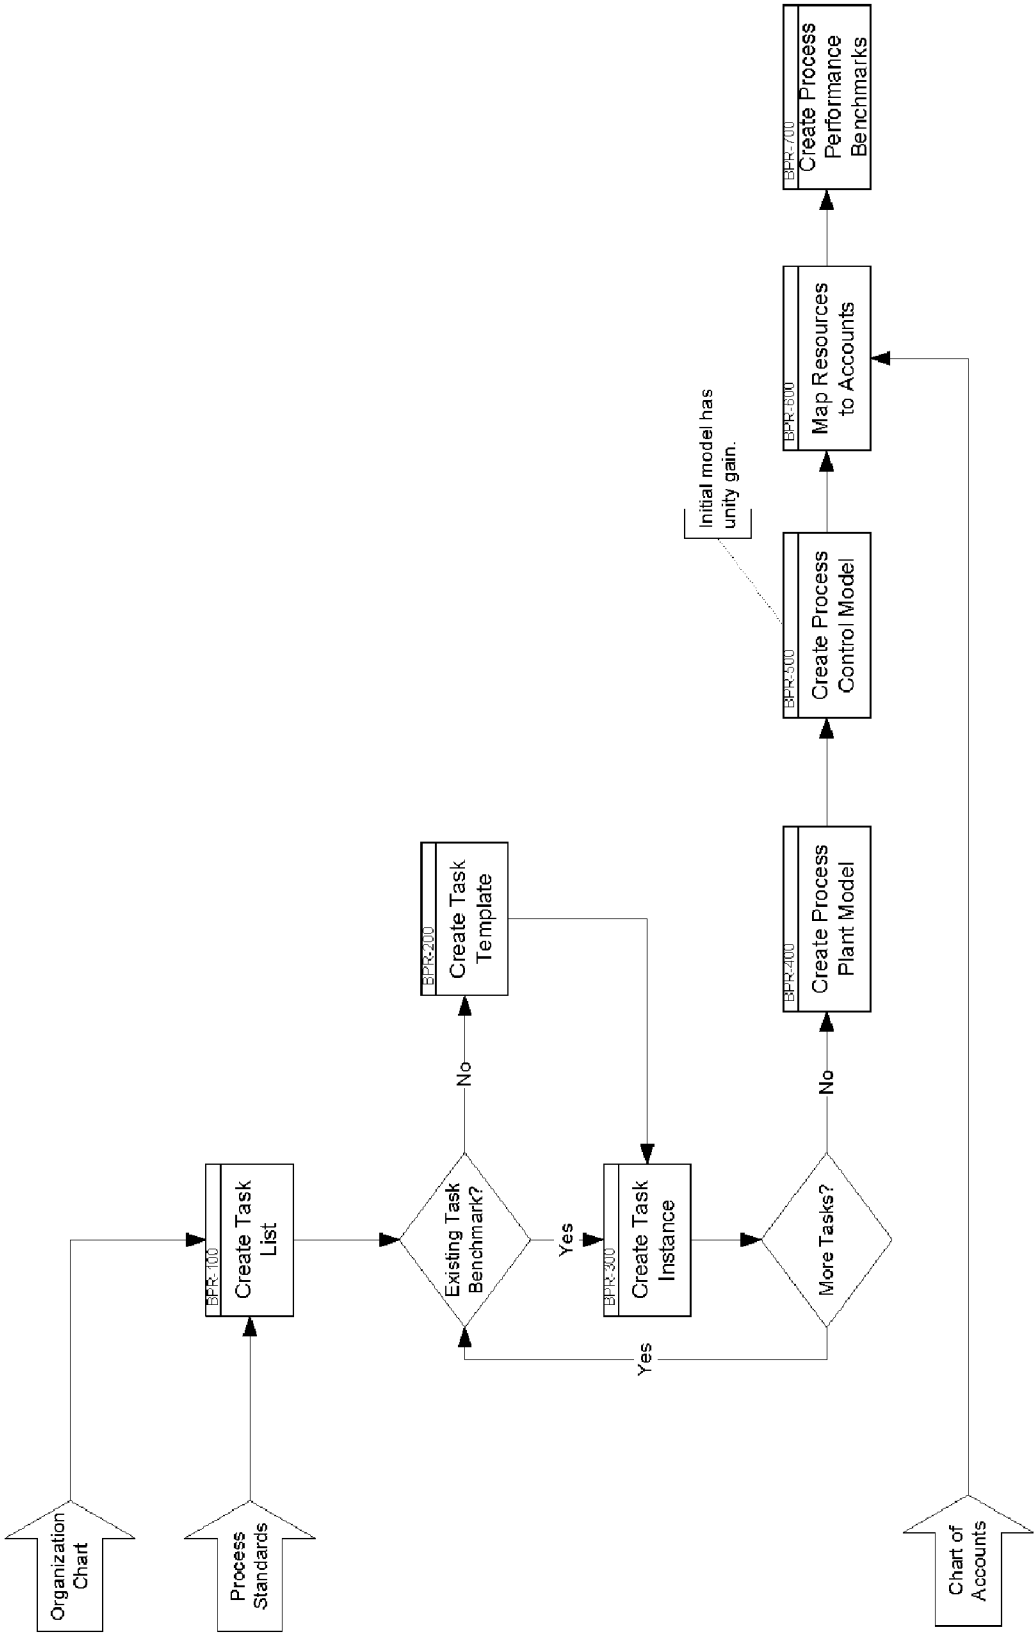 Organization
Chart
BPR-100
Create Task
List
Process
Standards
Existing Task
Benchmark?
No
BPR-200
Create Task
Template
Yes
BPR-300
Create Task
Instance
Yes
More Tasks?
No
BPR-400
Create Process
Plant Model
BPR-500
Create Process
Control Model
Initial model has
unity gain.
BPR-600
Map Resources
to Accounts
BPR-700
Create Process
Performance
Benchmarks
Chart of
Accounts